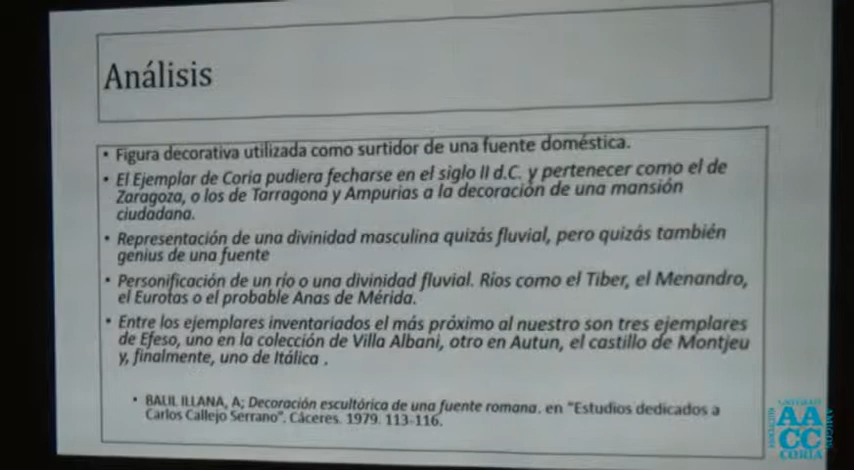 Análisis
• Figura decorativa utilizada como surtidor de una fuente doméstica.
• El Ejemplar de Coria pudiera fecharse en el siglo II d.C. y pertenecer como el de
Zaragoza, o los de Tarragona y Ampurias a la decoración de una mansión
ciudadana.
• Representación de una divinidad masculina quizás fluvial, pero quizás también
genius de una fuente
• Personificación de un río o una divinidad fluvial. Ríos como el Tiber, el Menandro,
el Eurotas o el probable Anas de Mérida.
• Entre los ejemplares inventariados el más próximo al nuestro son tres ejemplares
de Efeso, uno en la colección de Villa Albani, otro en Autun, el castillo de Montjeu
y, finalmente, uno de Itálica .
• BALIL ILLANA, A; Decoración escultórica de una fuente romana. en "Estudios dedicados a
Carlos Callejo Serrano". Cáceres. 1979. 113-116.
AA
CC
CORIA
AMIGOS